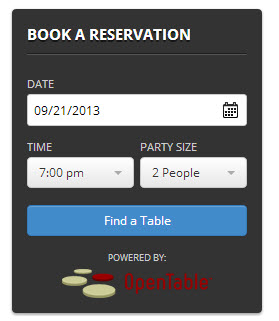 BOOK A RESERVATION
DATE
09/21/2013
TIME PARTY SIZE
7:00 pm 2 People
Find a Table
POWERED BY:
OpenTable